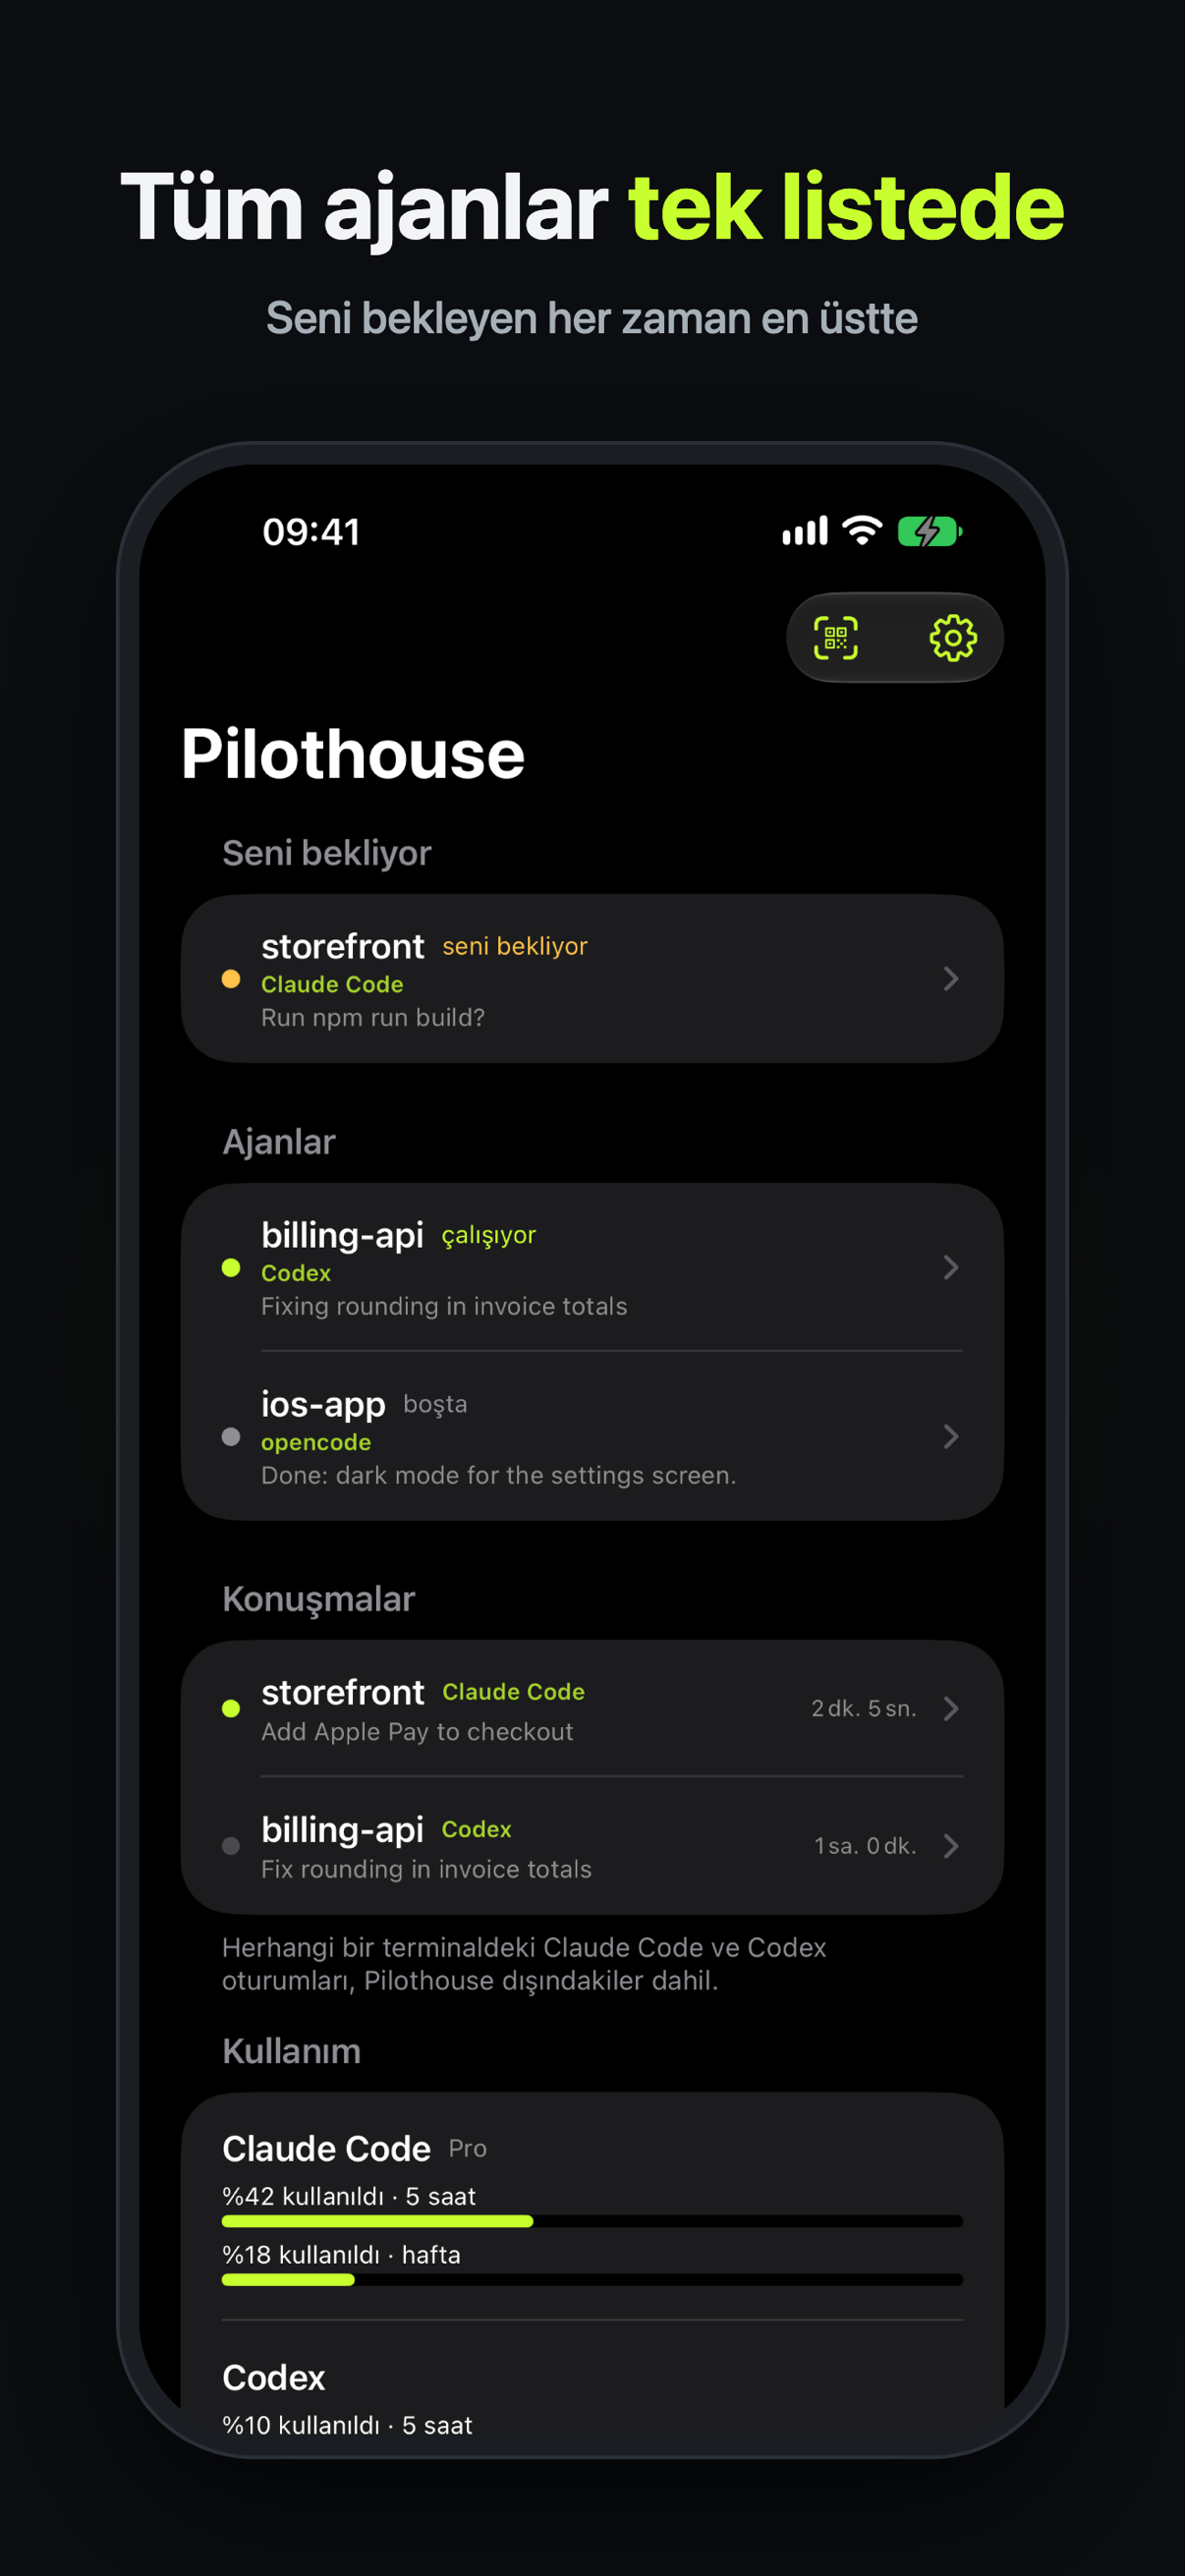 Tüm ajanlar tek listede
Seni bekleyen her zaman en üstte
09:41
Pilothouse
Seni bekliyor
storefront seni bekliyor
Claude Code
Run npm run build?
Ajanlar
billing-api çalışıyor
Codex
Fixing rounding in invoice totals
ios-app boşta
opencode
Done: dark mode for the settings screen.
Konuşmalar
storefront Claude Code
2 dk. 5 sn.
Add Apple Pay to checkout
billing-api Codex
1 sa. 0 dk.
Fix rounding in invoice totals
Herhangi bir terminaldeki Claude Code ve Codex
oturumları, Pilothouse dışındakiler dahil.
Kullanım
Claude Code Pro
%42 kullanıldı · 5 saat
%18 kullanıldı · hafta
Codex
%10 kullanıldı · 5 saat